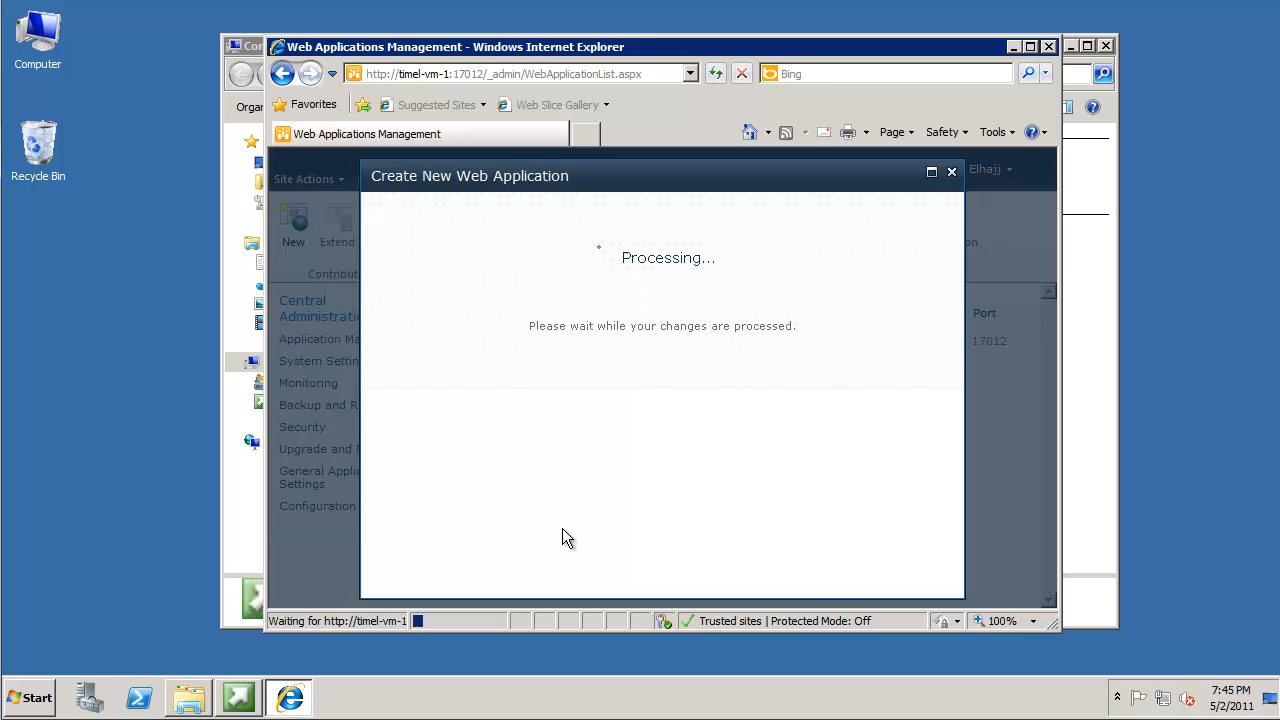 Computer
Recycle Bin
Web Applications Management - Windows Internet Explorer
http://timel-vm-1:17012/_admin/WebApplicationList.aspx
Bing
Organ
Favorites
Suggested Sites
Web Slice Gallery
Web Applications Management
Page
Safety
Tools
Site Actions
Elhajj
Create New Web Application
New
Extend
Contribut
Processing...
Please wait while your changes are processed.
Central
Administratio
Application Ma
System Settin
Monitoring
Backup and R
Security
Upgrade and M
General Appli
Settings
Configuration
Port
17012
Waiting for http://timel-vm-1
Trusted sites | Protected Mode: Off
100%
Start
7:45 PM
5/2/2011